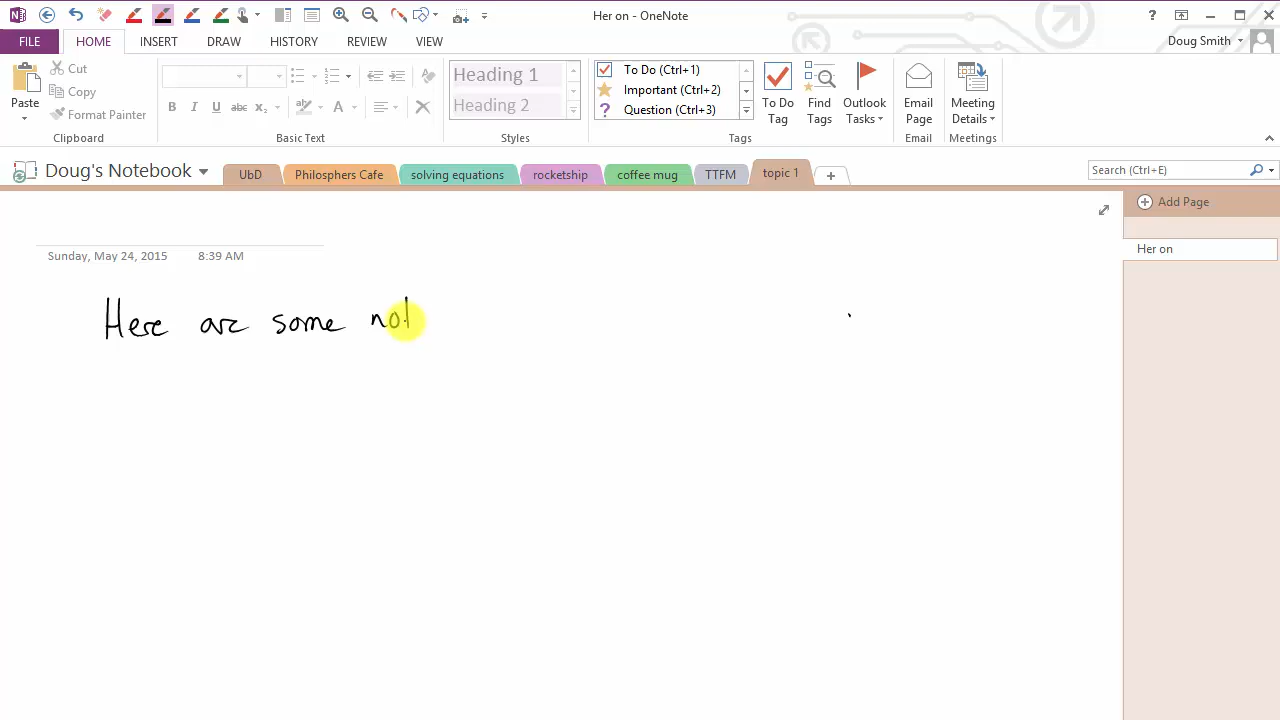 Her on - OneNote
?
Doug Smith
FILE HOME INSERT DRAW HISTORY REVIEW VIEW
Paste
Cut
Copy
Format Painter
Clipboard
B I U abc x₂ A
Basic Text
Heading 1
Heading 2
Styles
To Do (Ctrl+1)
Important (Ctrl+2)
? Question (Ctrl+3)
To Do Tag
Find Tags
Outlook Tasks
Tags
Email Page
Email
Meeting Details
Meetings
Doug's Notebook
UbD Philosphers Cafe solving equations rocketship coffee mug TTFM topic 1 +
Search (Ctrl+E)
Add Page
Her on
Sunday, May 24, 2015 8:39 AM
Here are some not